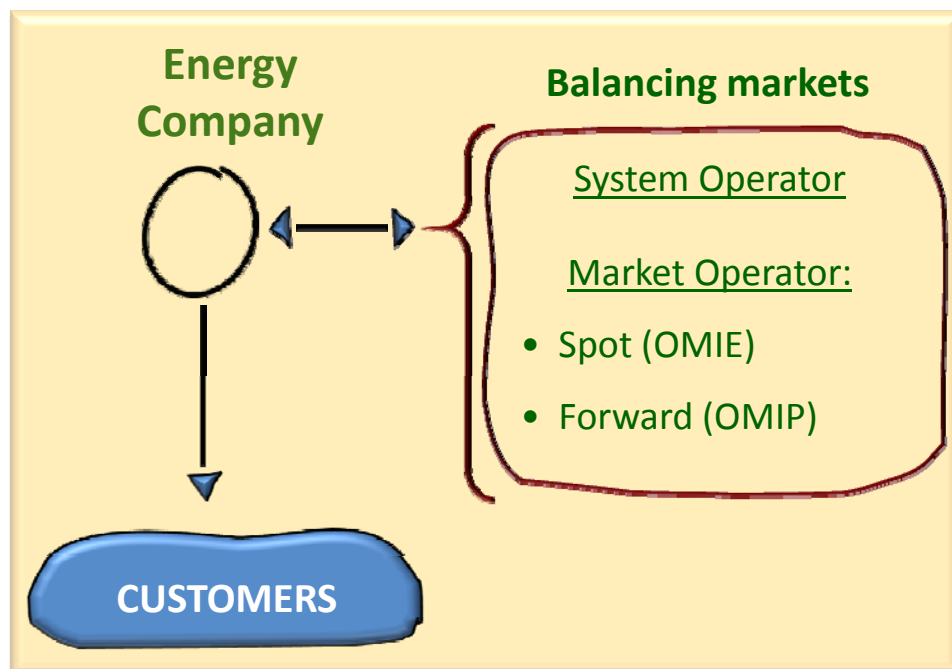 Energy
Company
Balancing markets
System Operator
Market Operator:
• Spot (OMIE)
• Forward (OMIP)
CUSTOMERS